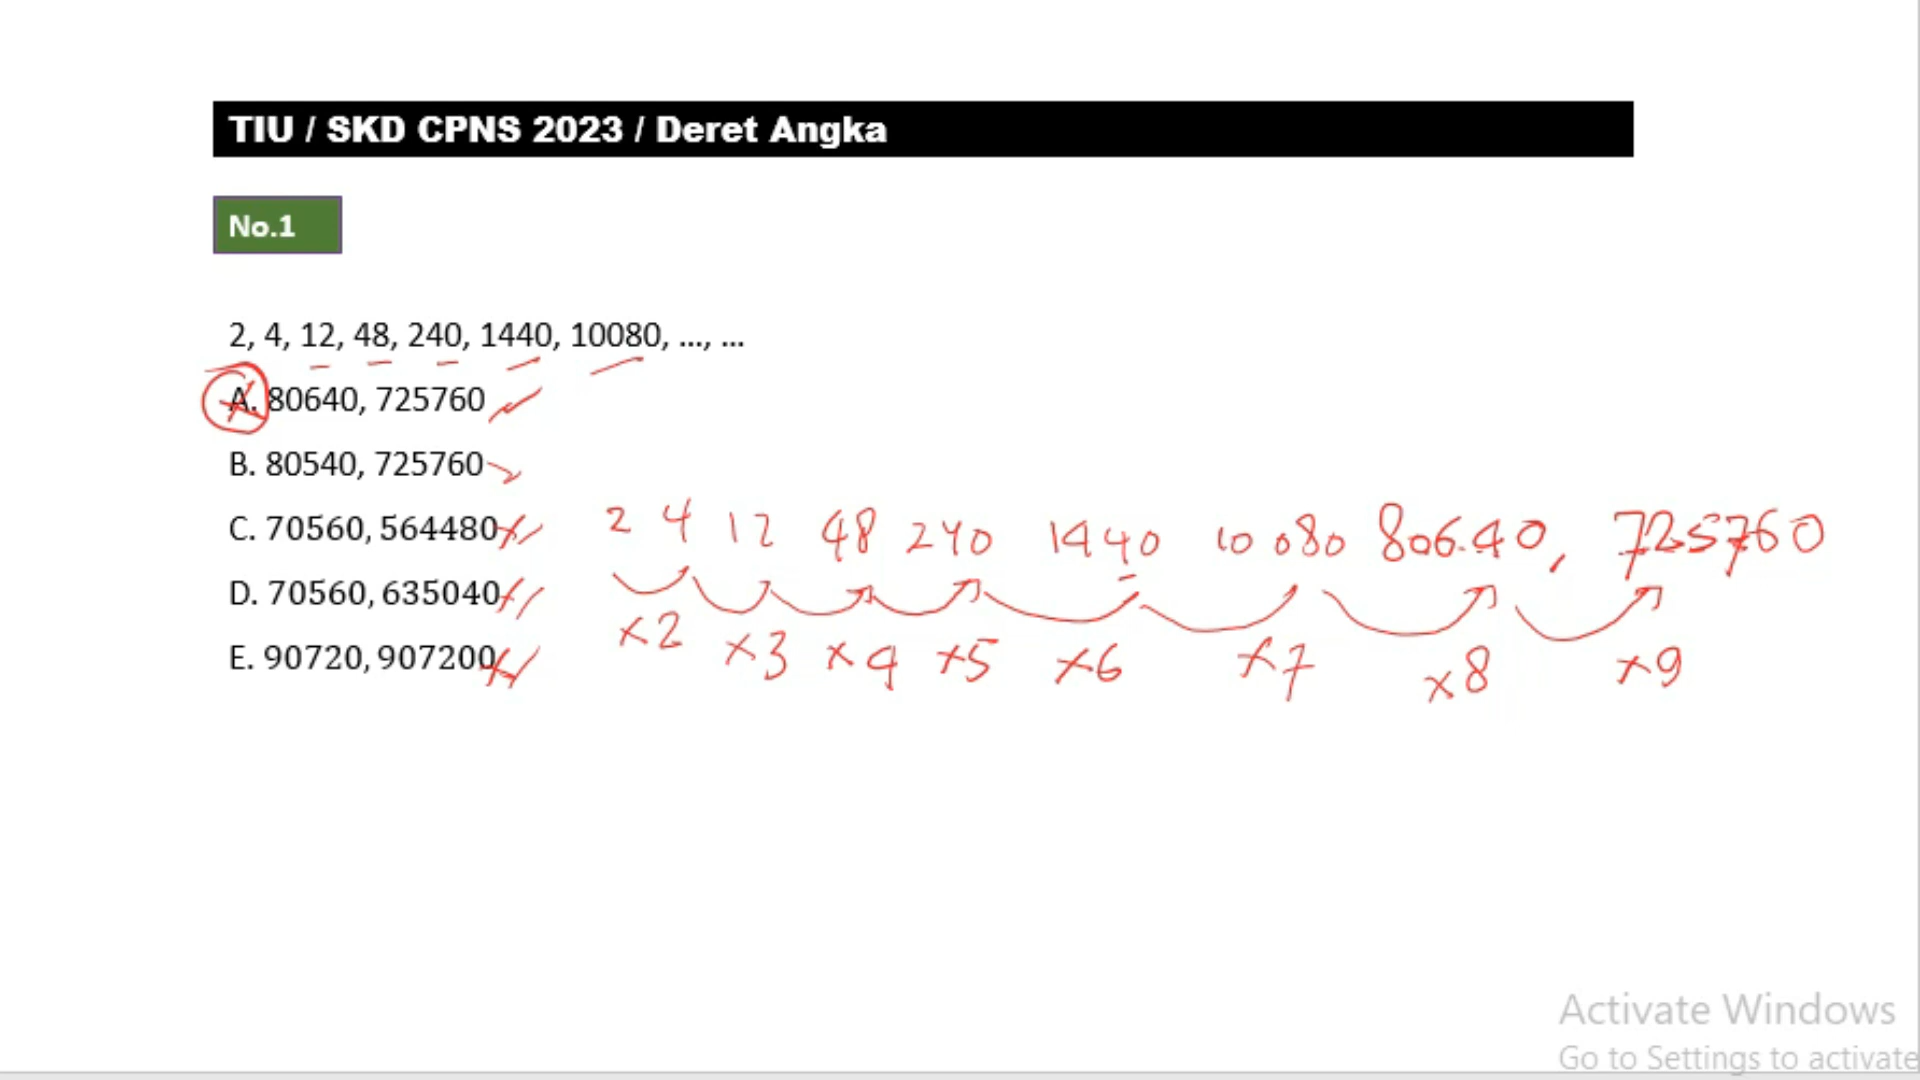 TIU / SKD CPNS 2023 / Deret Angka
No.1
2, 4, 12, 48, 240, 1440, 10080, ..., ...
A. 80640, 725760
B. 80540, 725760
C. 70560, 564480
D. 70560, 635040
E. 90720, 907200
2 4 12 48 240 1440 10080 80640, 725760
x2 x3 x4 x5 x6 x7 x8 x9
Activate Windows
Go to Settings to activate